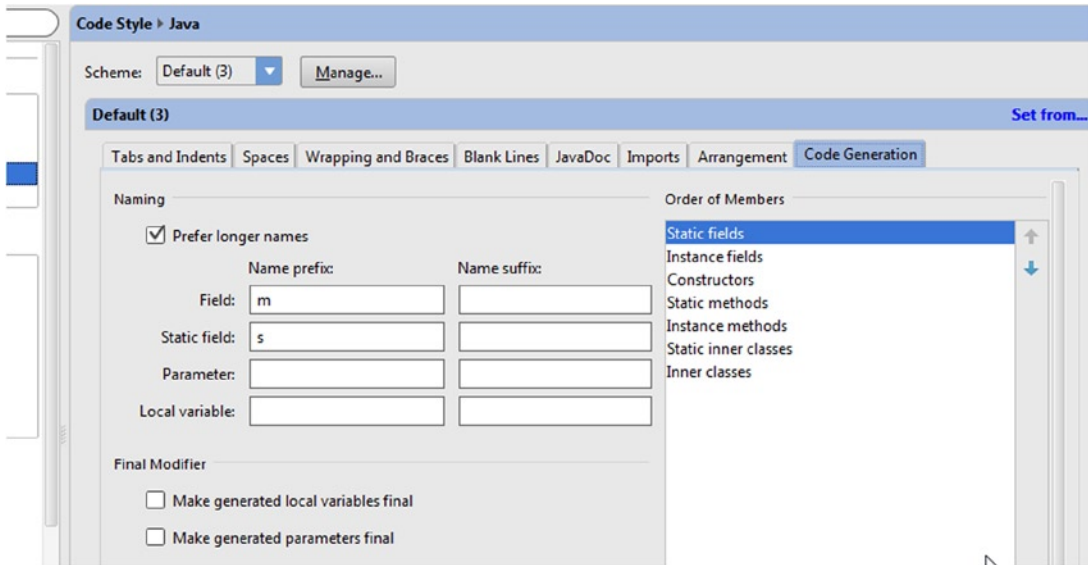 Code Style ▸ Java
Scheme: Default (3) Manage...
Default (3) Set from...
Tabs and Indents Spaces Wrapping and Braces Blank Lines JavaDoc Imports Arrangement Code Generation
Naming
Prefer longer names
Name prefix: Name suffix:
Field: m
Static field: s
Parameter:
Local variable:
Final Modifier
Make generated local variables final
Make generated parameters final
Order of Members
Static fields
Instance fields
Constructors
Static methods
Instance methods
Static inner classes
Inner classes